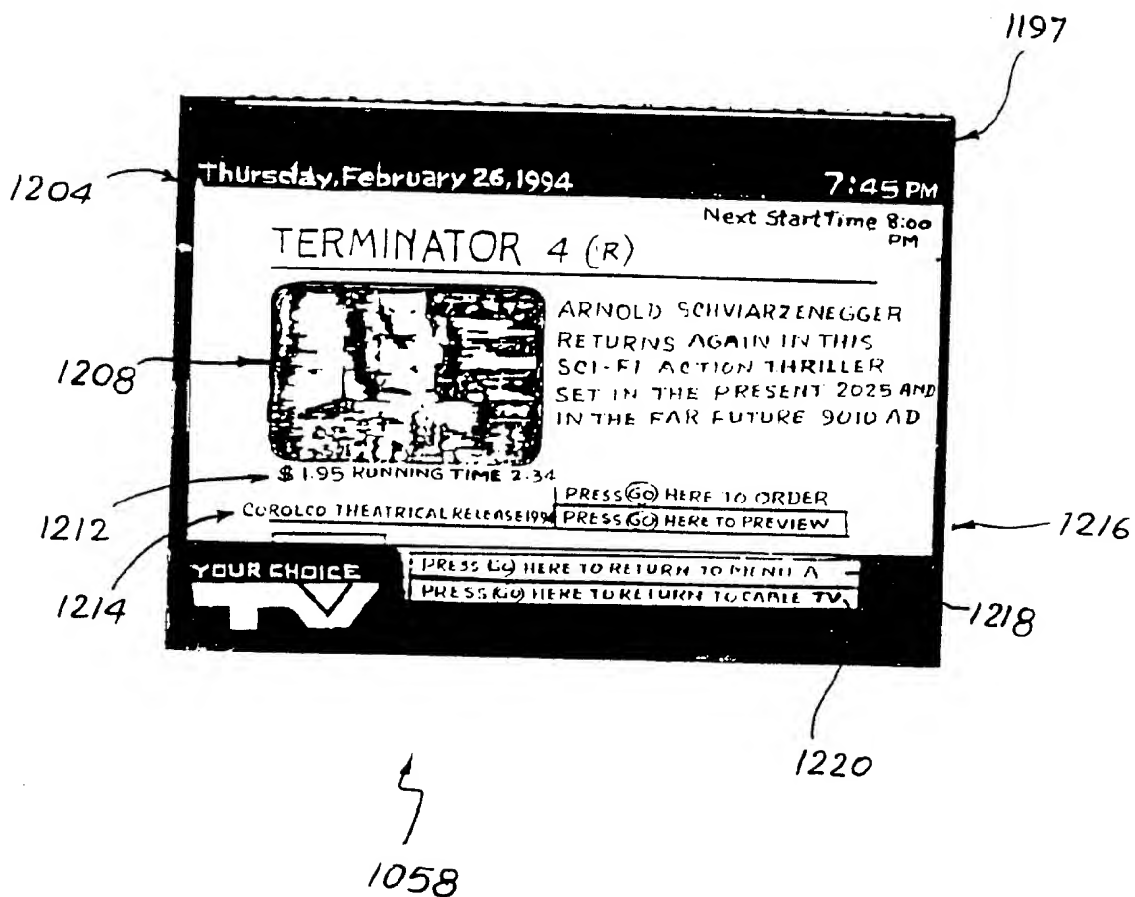 1197
Thursday, February 26, 1994 7:45 PM
1204
Next Start Time 8:00 PM
TERMINATOR 4 (R)
ARNOLD SCHVIARZENEGGER
RETURNS AGAIN IN THIS
SCI-FI ACTION THRILLER
SET IN THE PRESENT 2025 AND
IN THE FAR FUTURE 9010 AD
1208
$ 1.95 RUNNING TIME 2.34
1212
PRESS GO HERE TO ORDER
COROLCO THEATRICAL RELEASE 1994
PRESS GO HERE TO PREVIEW
1216
1214
YOUR CHOICE
TV
PRESS GO HERE TO RETURN TO MENU A
PRESS GO HERE TO RETURN TO CABLE TV
1218
1220
1058